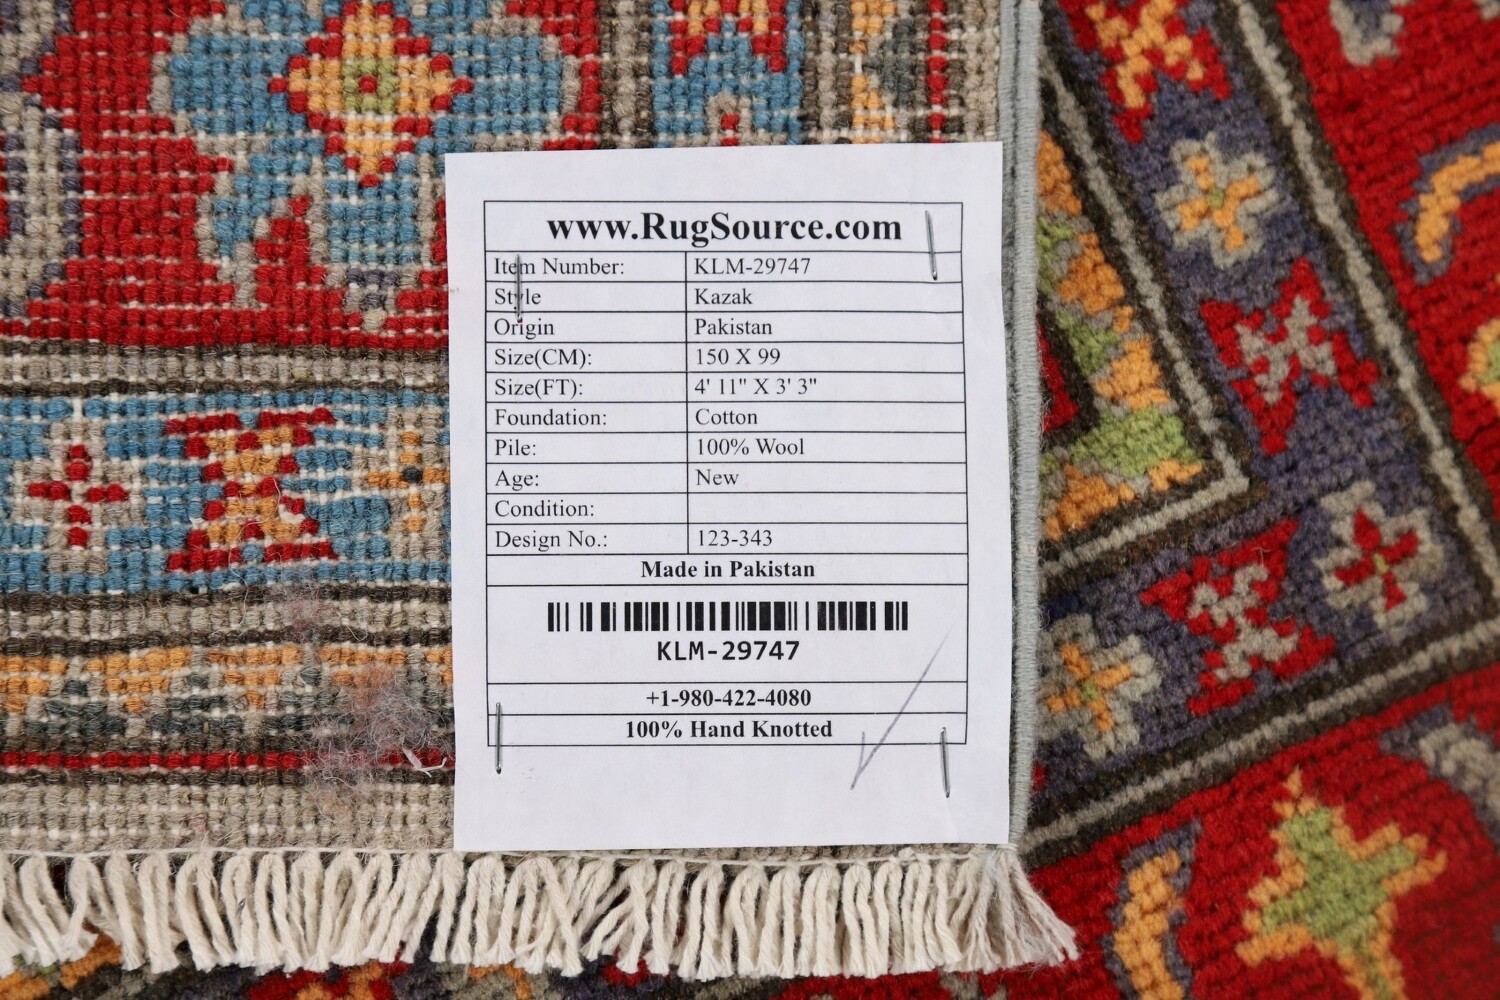 www.RugSource.com
Item Number: KLM-29747
Style Kazak
Origin Pakistan
Size(CM): 150 X 99
Size(FT): 4' 11" X 3' 3"
Foundation: Cotton
Pile: 100% Wool
Age: New
Condition:
Design No.: 123-343
Made in Pakistan
KLM-29747
+1-980-422-4080
100% Hand Knotted